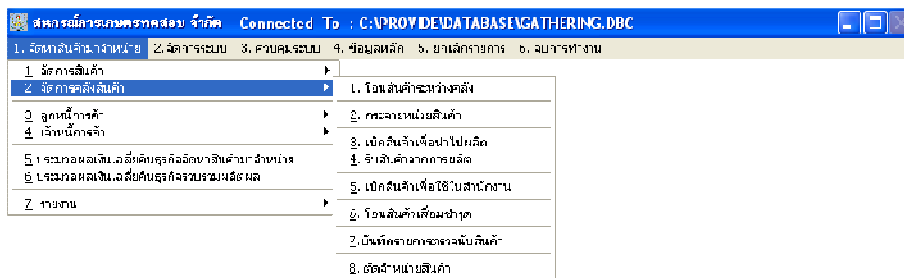 สหกรณ์การเกษตรทดสอบ จำกัด Connected To : C:\PROVIDE\DATABASE\GATHERING.DBC
1. จัดหาสินค้ามาจำหน่าย 2.จัดการระบบ 3. ควบคุมระบบ 4. ข้อมูลหลัก 5. ยกเลิกรายการ 6. จบการทำงาน
1 จัดการสินค้า
2 จัดการคลังสินค้า
3 ลูกหนี้การค้า
4 เจ้าหนี้การค้า
5 ประมวลผลเงินเฉลี่ยคืนธุรกิจจัดหาสินค้ามาจำหน่าย
6 ประมวลผลเงินเฉลี่ยคืนธุรกิจรวบรวมผลิตผล
7 รายงาน
1. โอนสินค้าระหว่างคลัง
2. กระจายหน่วยสินค้า
3. เบิกสินค้าเพื่อนำไปผลิต
4. รับสินค้าจากการผลิต
5. เบิกสินค้าเพื่อใช้ในสำนักงาน
6. โอนสินค้าเสื่อมชำรุด
7.บันทึกรายการตรวจนับสินค้า
8. ตัดจำหน่ายสินค้า